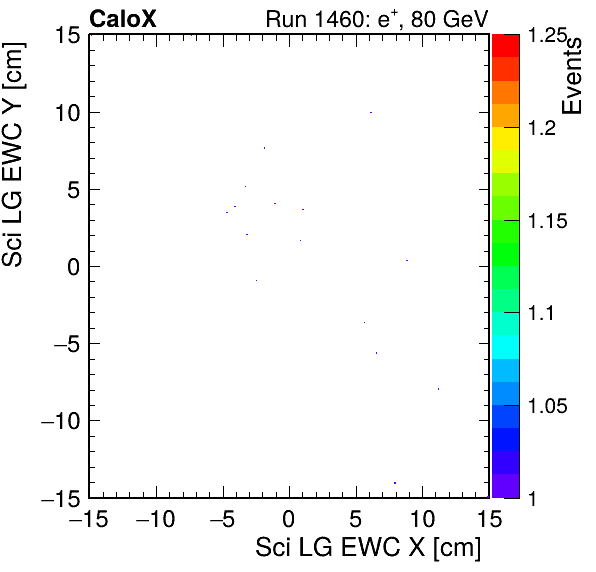 CaloX Run 1460: e⁺, 80 GeV
Sci LG EWC Y [cm]
15
10
5
0
−5
−10
−15
−15 −10 −5 0 5 10 15
Sci LG EWC X [cm]
1.25
1.2
1.15
1.1
1.05
1
Events